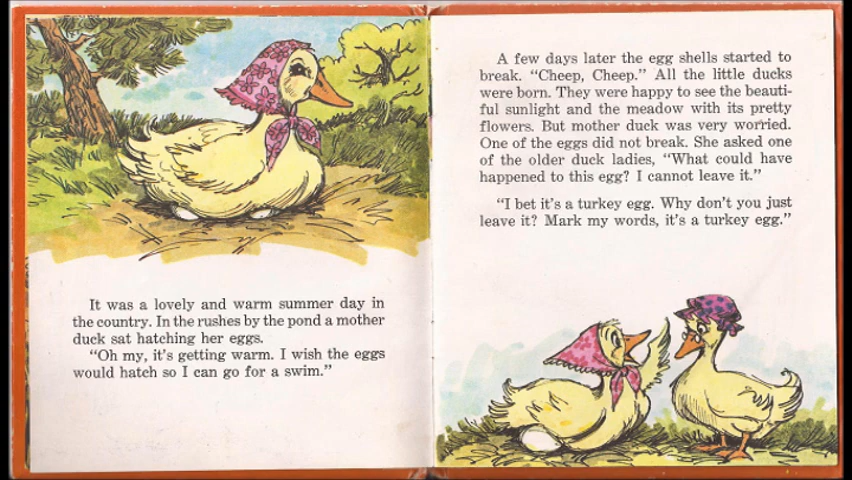 It was a lovely and warm summer day in
the country. In the rushes by the pond a mother
duck sat hatching her eggs.
“Oh my, it’s getting warm. I wish the eggs
would hatch so I can go for a swim.”
A few days later the egg shells started to
break. “Cheep, Cheep.” All the little ducks
were born. They were happy to see the beauti-
ful sunlight and the meadow with its pretty
flowers. But mother duck was very worried.
One of the eggs did not break. She asked one
of the older duck ladies, “What could have
happened to this egg? I cannot leave it.”
“I bet it’s a turkey egg. Why don’t you just
leave it? Mark my words, it’s a turkey egg.”